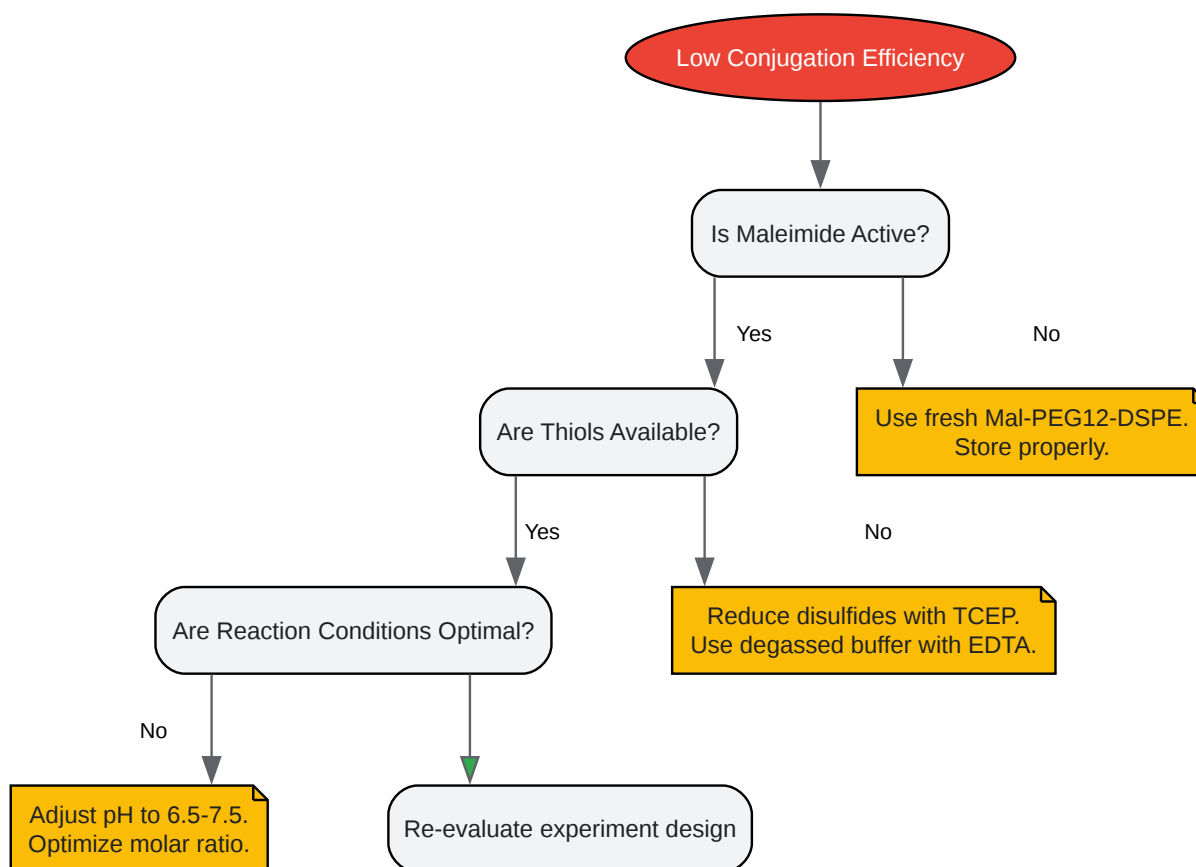 Low Conjugation Efficiency
Is Maleimide Active?
Yes
No
Are Thiols Available?
Use fresh Mal-PEG12-DSPE.
Store properly.
Yes
No
Are Reaction Conditions Optimal?
Reduce disulfides with TCEP.
Use degassed buffer with EDTA.
No
Adjust pH to 6.5-7.5.
Optimize molar ratio.
Re-evaluate experiment design